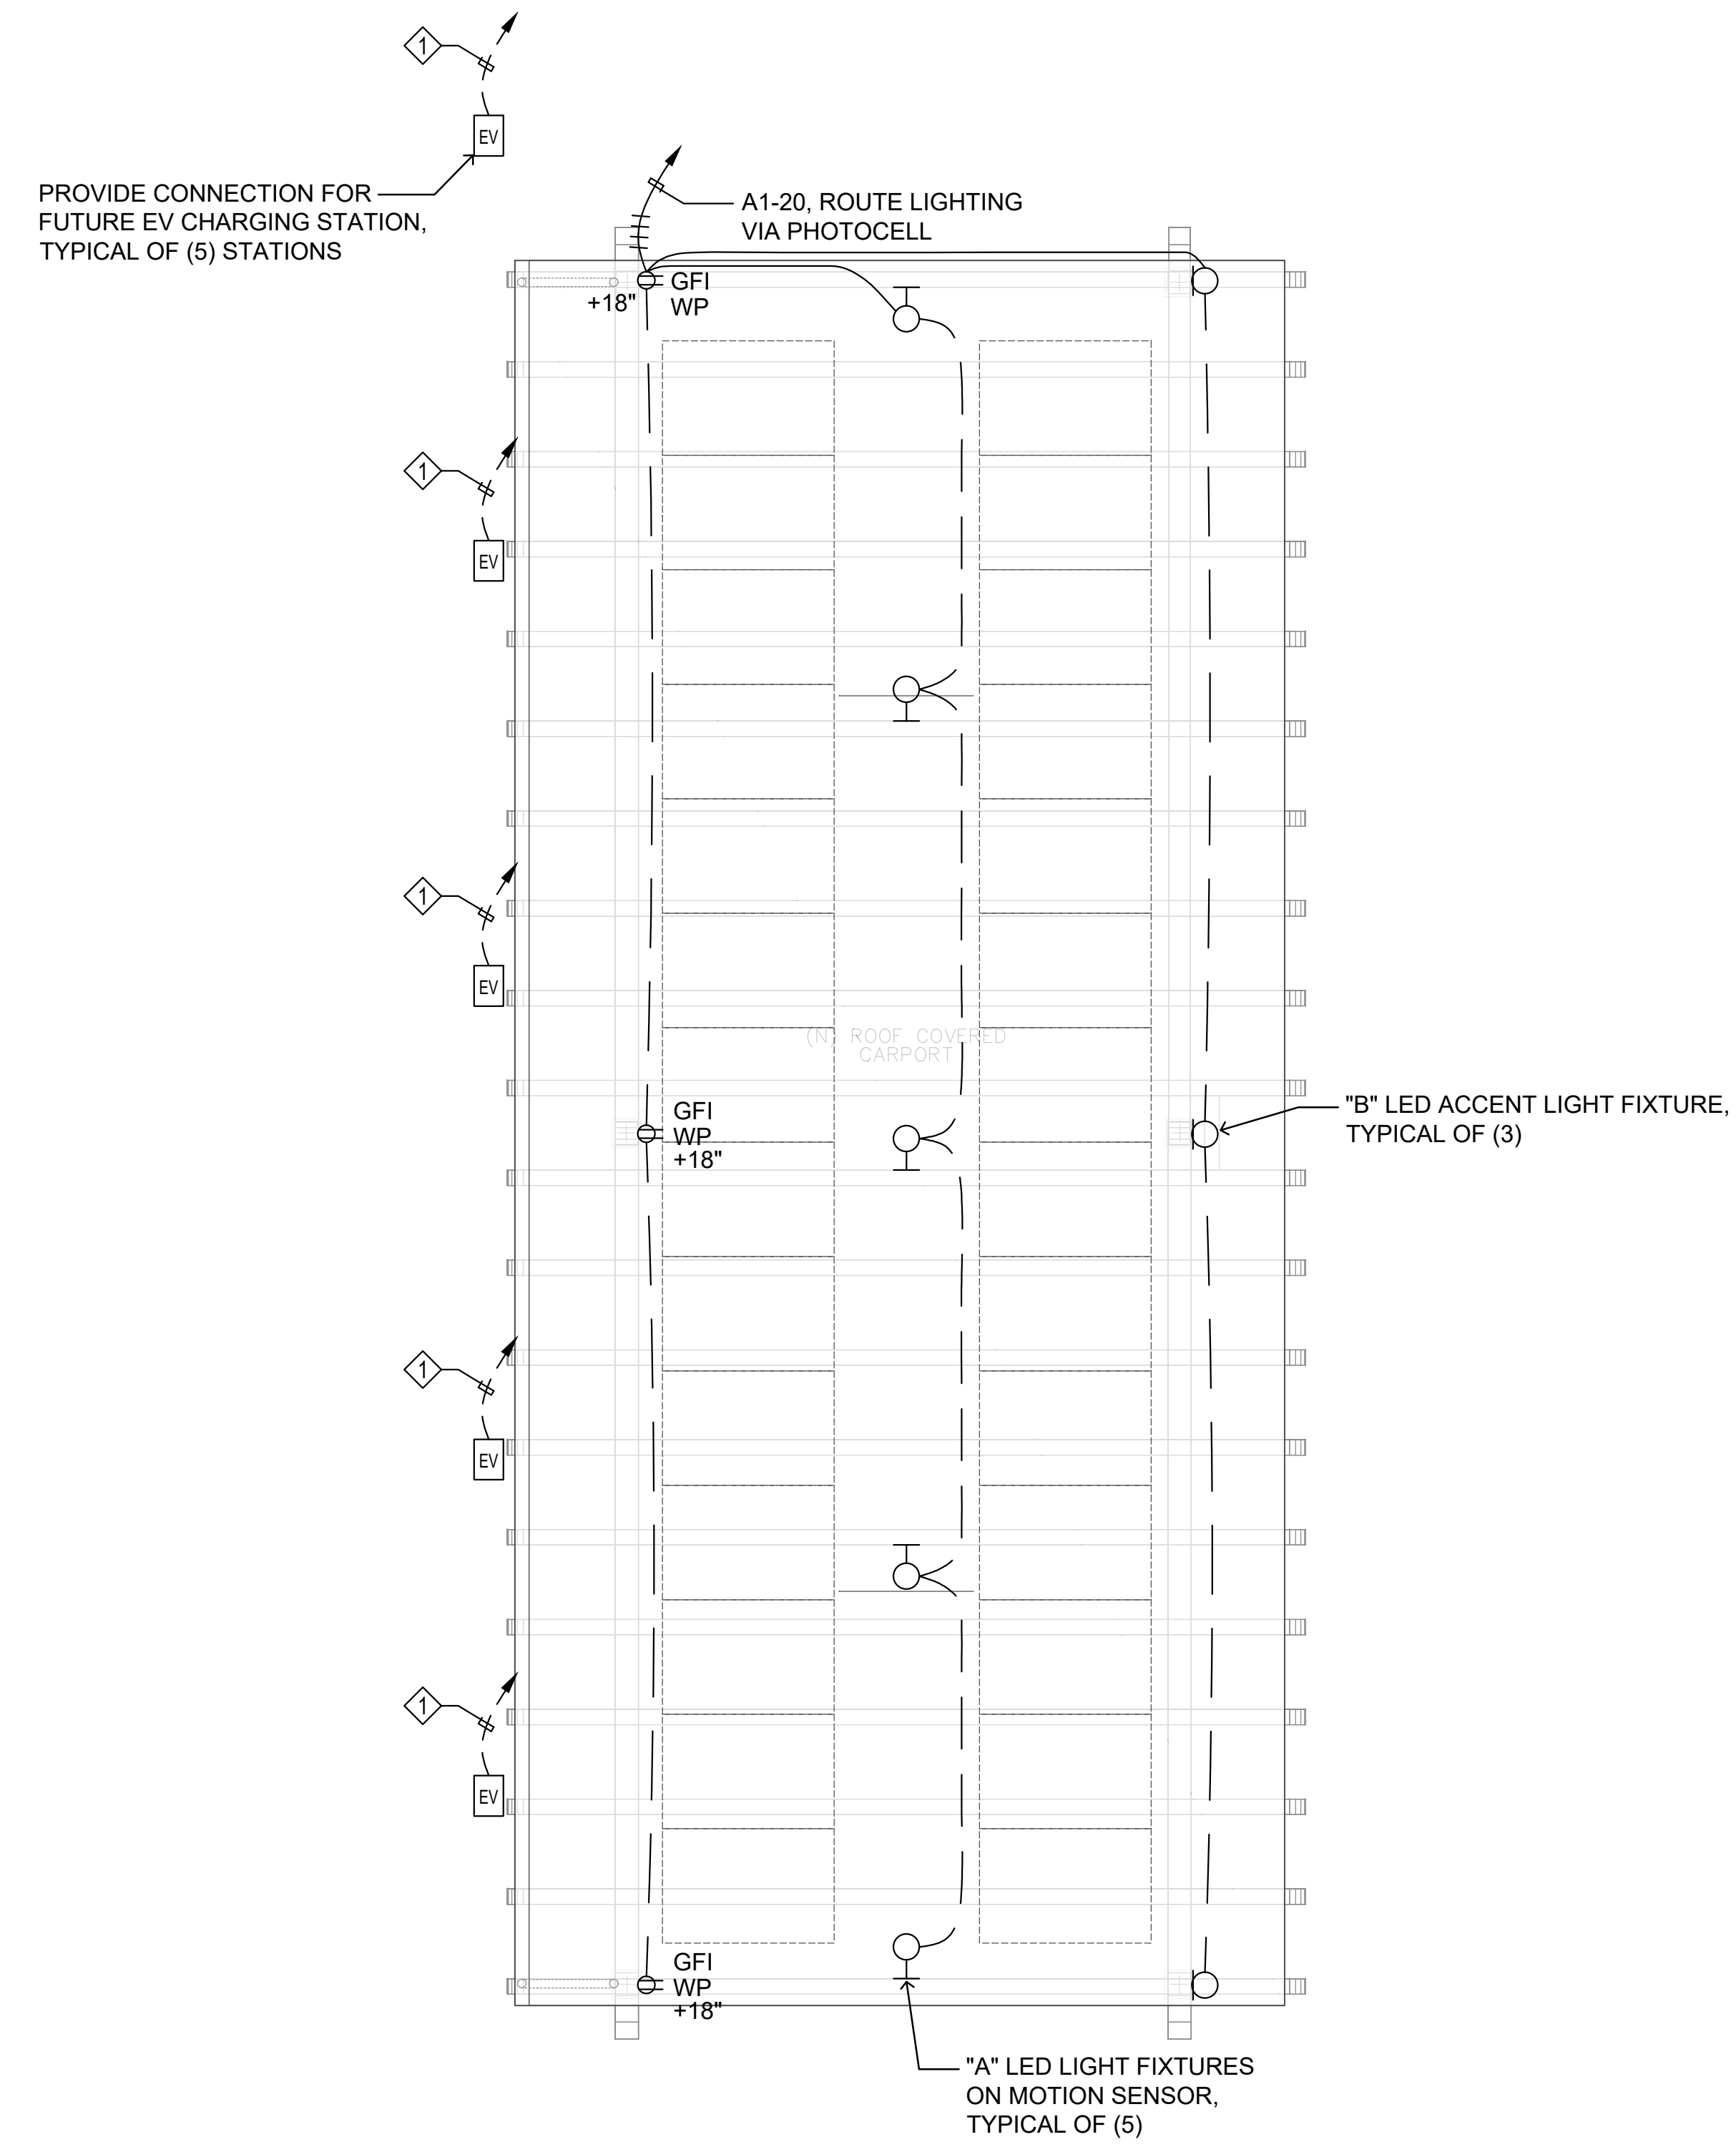 1
EV
PROVIDE CONNECTION FOR
FUTURE EV CHARGING STATION,
TYPICAL OF (5) STATIONS
A1-20, ROUTE LIGHTING
VIA PHOTOCELL
GFI
WP
+18"
1
EV
1
EV
(N) ROOF COVERED
CARPORT
GFI
WP
+18"
"B" LED ACCENT LIGHT FIXTURE,
TYPICAL OF (3)
1
EV
1
EV
GFI
WP
+18"
"A" LED LIGHT FIXTURES
ON MOTION SENSOR,
TYPICAL OF (5)